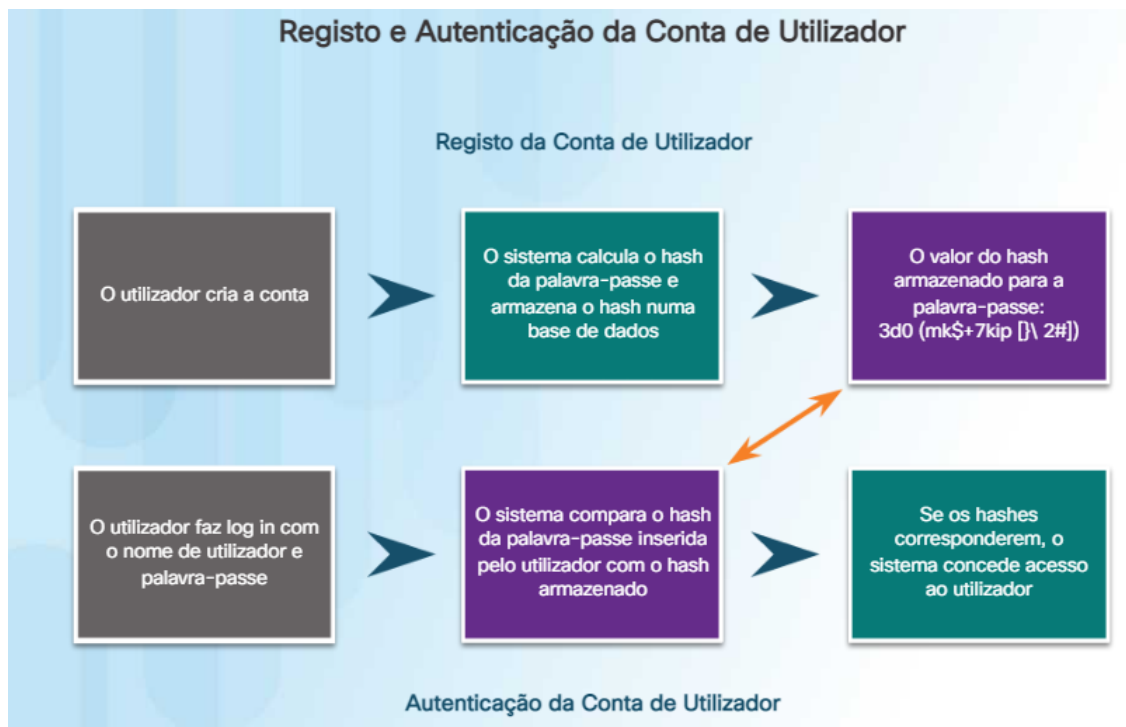 Registo e Autenticação da Conta de Utilizador
Registo da Conta de Utilizador
O utilizador cria a conta
O sistema calcula o hash
da palavra-passe e
armazena o hash numa
base de dados
O valor do hash
armazenado para a
palavra-passe:
3d0 (mk$+7kip [}\ 2#])
O utilizador faz log in com
o nome de utilizador e
palavra-passe
O sistema compara o hash
da palavra-passe inserida
pelo utilizador com o hash
armazenado
Se os hashes
corresponderem, o
sistema concede acesso
ao utilizador
Autenticação da Conta de Utilizador